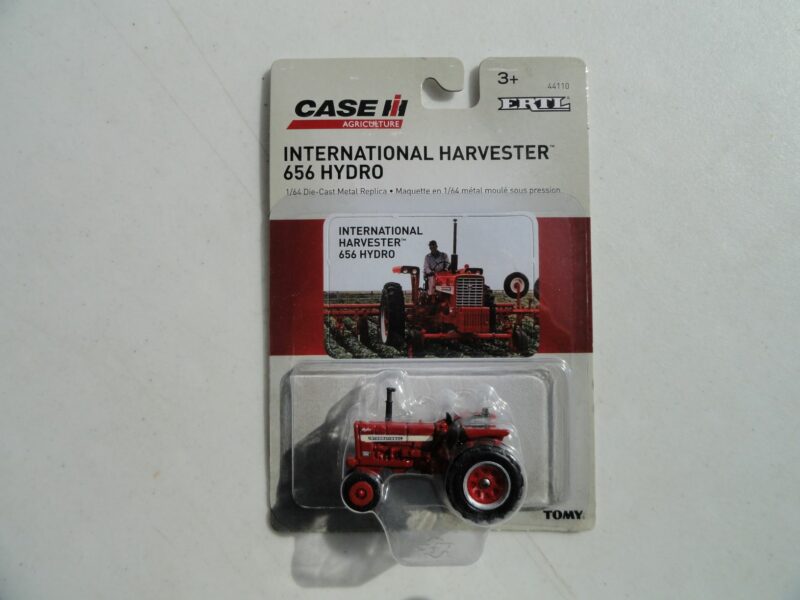 CASE IH
AGRICULTURE
3+
44110
ERTL
INTERNATIONAL HARVESTER™
656 HYDRO
1/64 Die-Cast Metal Replica • Maquette en 1/64 métal moulé sous pression
INTERNATIONAL
HARVESTER™
656 HYDRO
TOMY